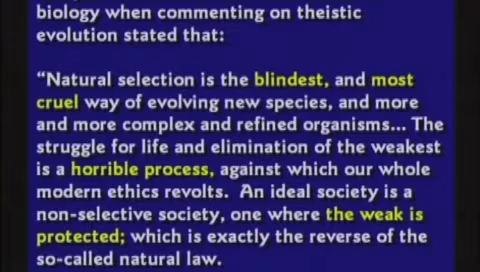 biology when commenting on theistic
evolution stated that:
“Natural selection is the blindest, and most
cruel way of evolving new species, and more
and more complex and refined organisms... The
struggle for life and elimination of the weakest
is a horrible process, against which our whole
modern ethics revolts. An ideal society is a
non-selective society, one where the weak is
protected; which is exactly the reverse of the
so-called natural law.